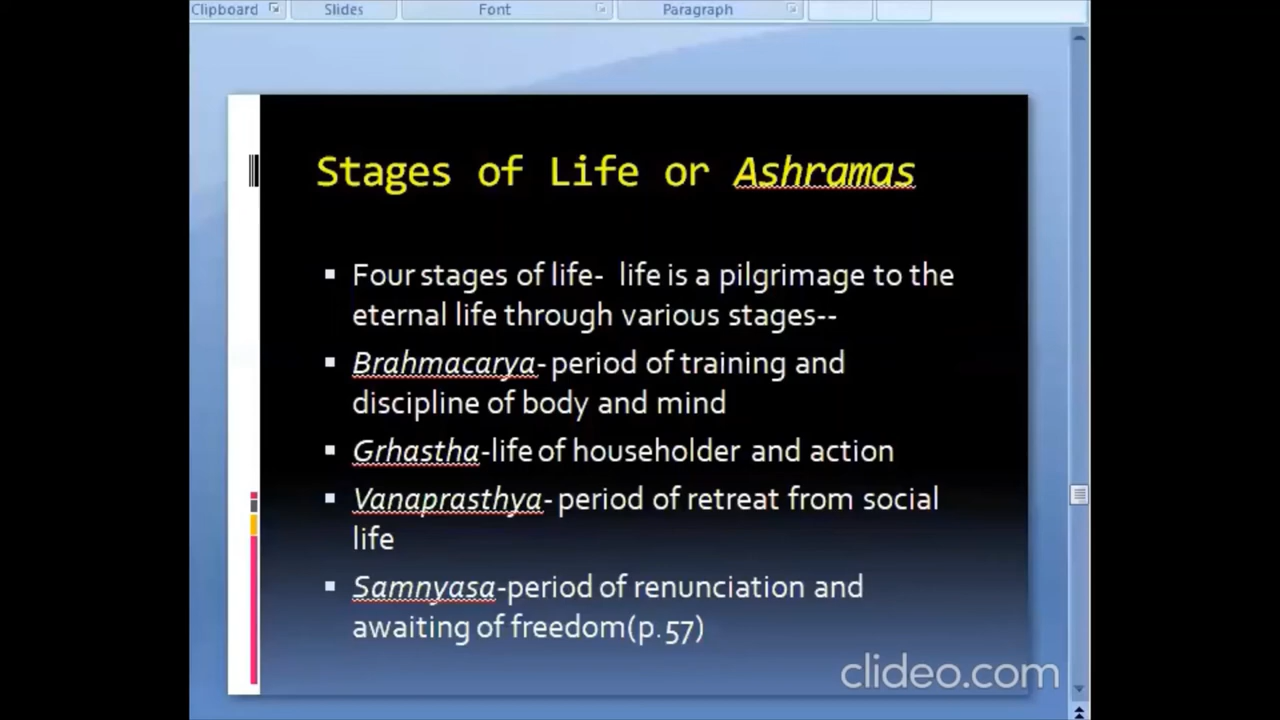 Clipboard
Slides
Font
Paragraph
Stages of Life or Ashramas
▪ Four stages of life-  life is a pilgrimage to the
eternal life through various stages--
▪ Brahmacarya- period of training and
discipline of body and mind
▪ Grhastha-life of householder and action
▪ Vanaprasthya- period of retreat from social
life
▪ Samnyasa-period of renunciation and
awaiting of freedom(p.57)
clideo.com